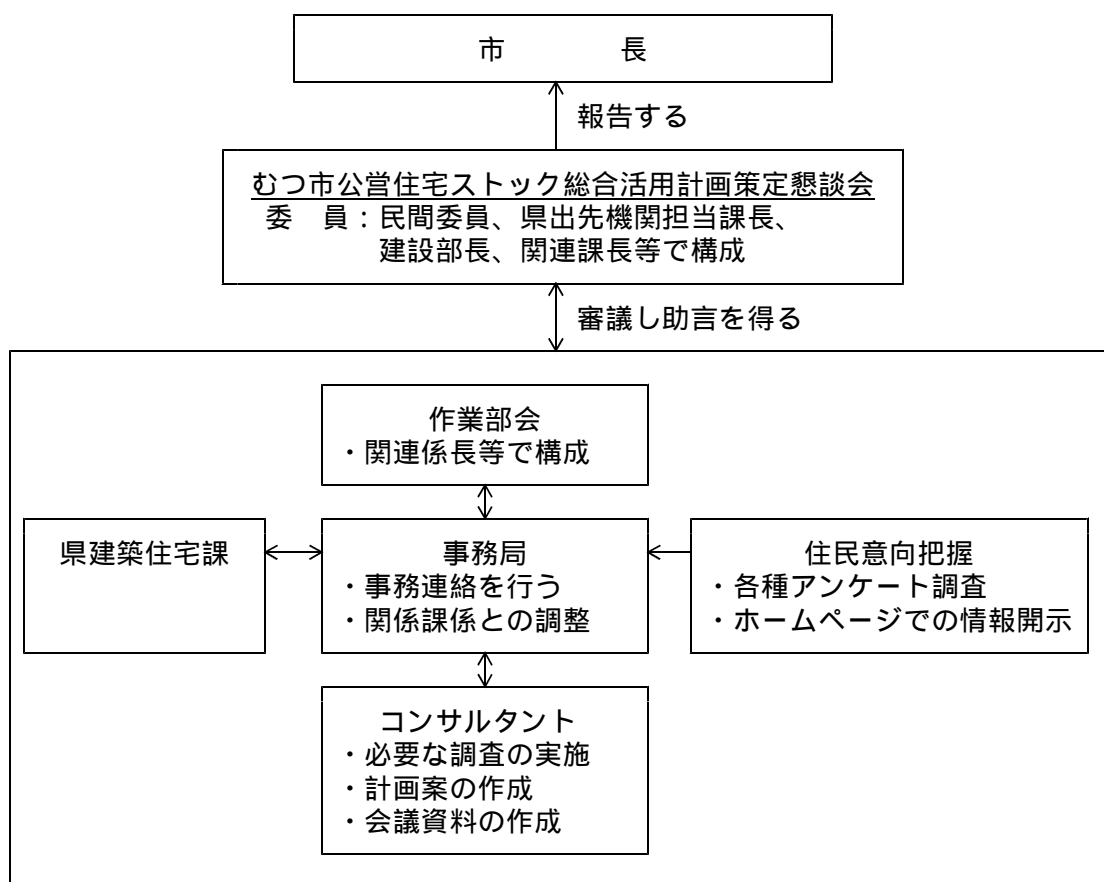 市　　　　長
報告する
むつ市公営住宅ストック総合活用計画策定懇談会
委　員：民間委員、県出先機関担当課長、
建設部長、関連課長等で構成
審議し助言を得る
作業部会
・関連係長等で構成
県建築住宅課
事務局
・事務連絡を行う
・関係課係との調整
住民意向把握
・各種アンケート調査
・ホームページでの情報開示
コンサルタント
・必要な調査の実施
・計画案の作成
・会議資料の作成